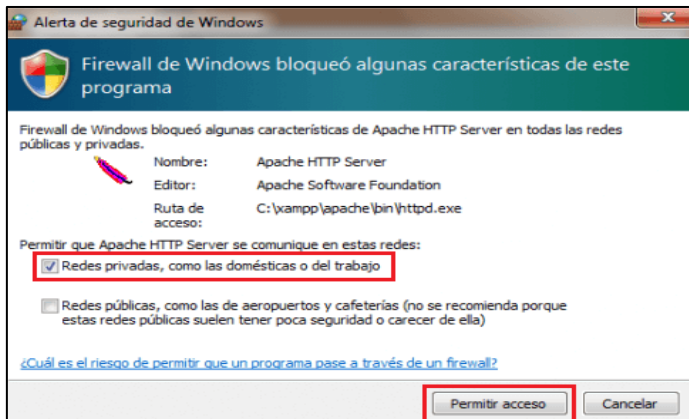 Alerta de seguridad de Windows
Firewall de Windows bloqueó algunas características de este
programa
Firewall de Windows bloqueó algunas características de Apache HTTP Server en todas las redes
públicas y privadas.
Nombre: Apache HTTP Server
Editor: Apache Software Foundation
Ruta de
acceso: C:\xampp\apache\bin\httpd.exe
Permitir que Apache HTTP Server se comunique en estas redes:
Redes privadas, como las domésticas o del trabajo
Redes públicas, como las de aeropuertos y cafeterías (no se recomienda porque
estas redes públicas suelen tener poca seguridad o carecer de ella)
¿Cuál es el riesgo de permitir que un programa pase a través de un firewall?
Permitir acceso Cancelar